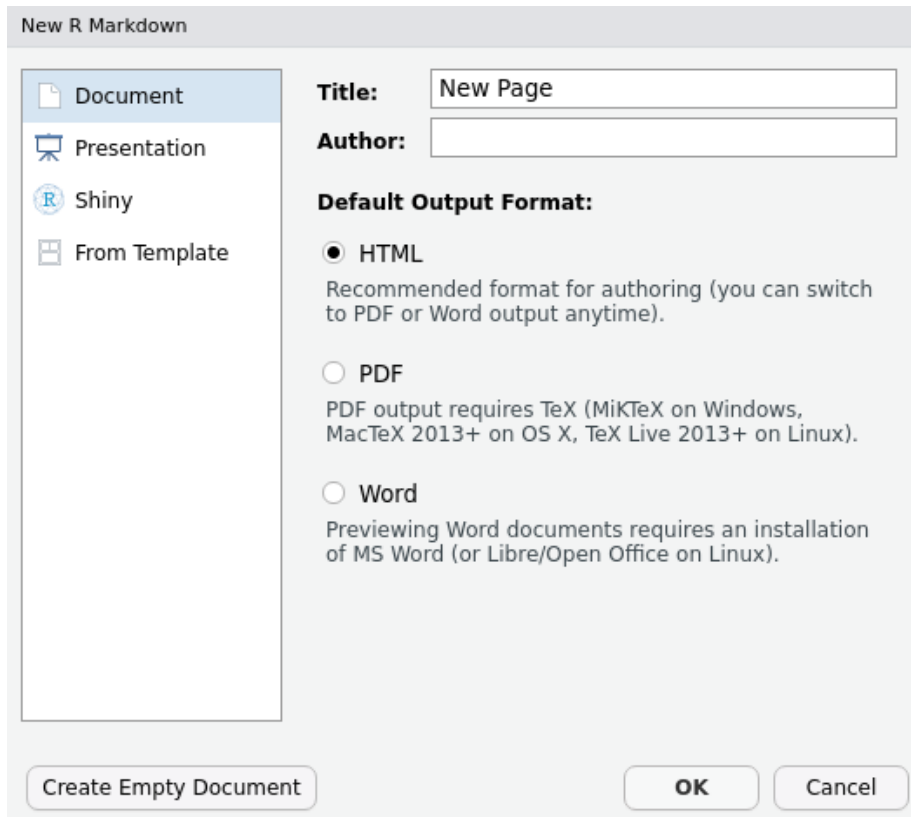 New R Markdown
Document
Presentation
R Shiny
From Template
Title: New Page
Author:
Default Output Format:
HTML
Recommended format for authoring (you can switch
to PDF or Word output anytime).
PDF
PDF output requires TeX (MiKTeX on Windows,
MacTeX 2013+ on OS X, TeX Live 2013+ on Linux).
Word
Previewing Word documents requires an installation
of MS Word (or Libre/Open Office on Linux).
Create Empty Document
OK
Cancel